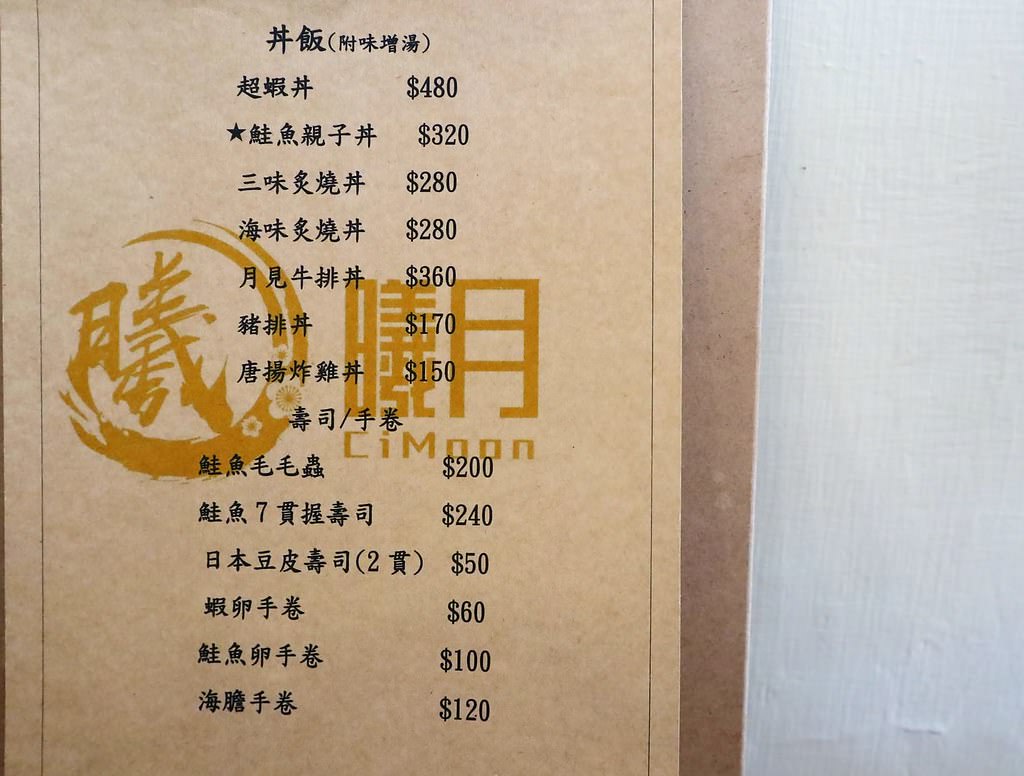 丼飯(附味增湯)
超蝦丼 $480
★鮭魚親子丼 $320
三味炙燒丼 $280
海味炙燒丼 $280
月見牛排丼 $360
豬排丼 $170
唐揚炸雞丼 $150
曦月
CiMoon
壽司/手卷
鮭魚毛毛蟲 $200
鮭魚7貫握壽司 $240
日本豆皮壽司(2貫) $50
蝦卵手卷 $60
鮭魚卵手卷 $100
海膽手卷 $120